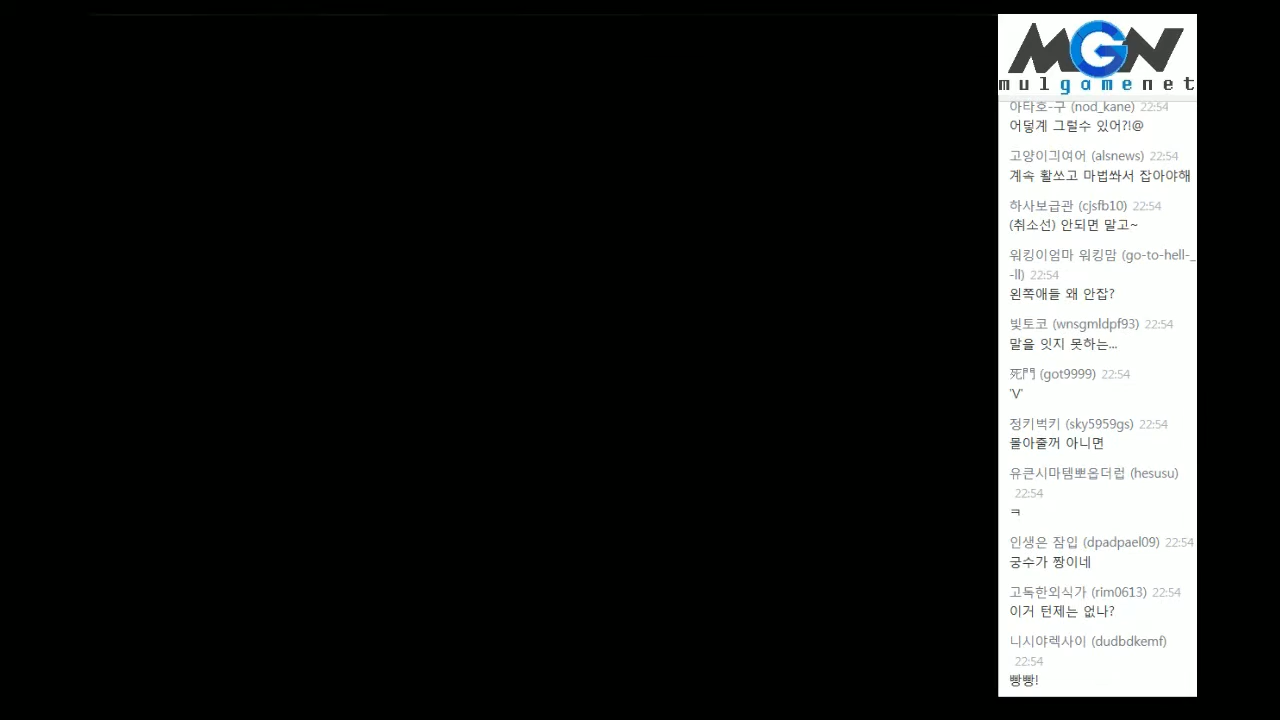 MGN
mulgamenet
아타호-구 (nod_kane) 22:54
어덯계 그럴수 있어?!@
고양이긔여어 (alsnews) 22:54
계속 활쏘고 마법쏴서 잡아야해
하사보급관 (cjsfb10) 22:54
(취소선) 안되면 말고~
워킹이엄마 워킹맘 (go-to-hell-_
-ll) 22:54
왼쪽애들 왜 안잡?
빛토코 (wnsgmldpf93) 22:54
말을 잇지 못하는...
死門 (got9999) 22:54
'V'
정키벅키 (sky5959gs) 22:54
몰아줄꺼 아니면
유큰시마템뽀옵더럽 (hesusu)
22:54
ㅋ
인생은 잠입 (dpadpael09) 22:54
궁수가 짱이네
고독한외식가 (rim0613) 22:54
이거 턴제는 없나?
니시야렉사이 (dudbdkemf)
22:54
빵빵!